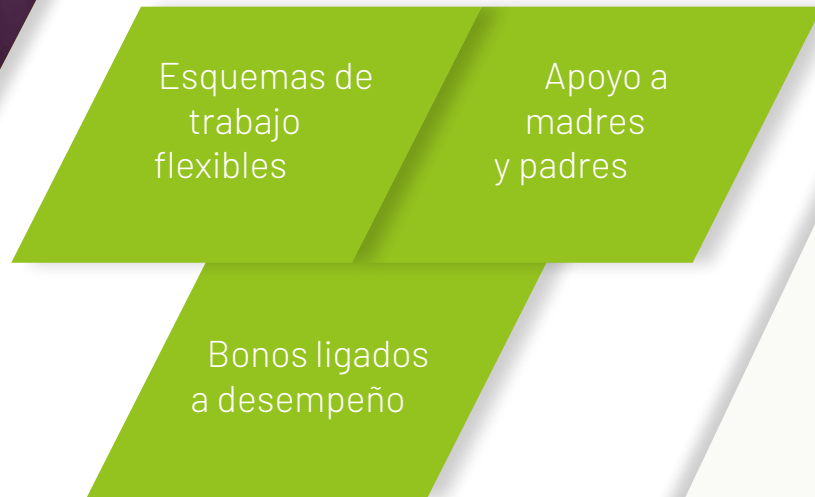 Esquemas de
trabajo
flexibles
Apoyo a
madres
y padres
Bonos ligados
a desempeño